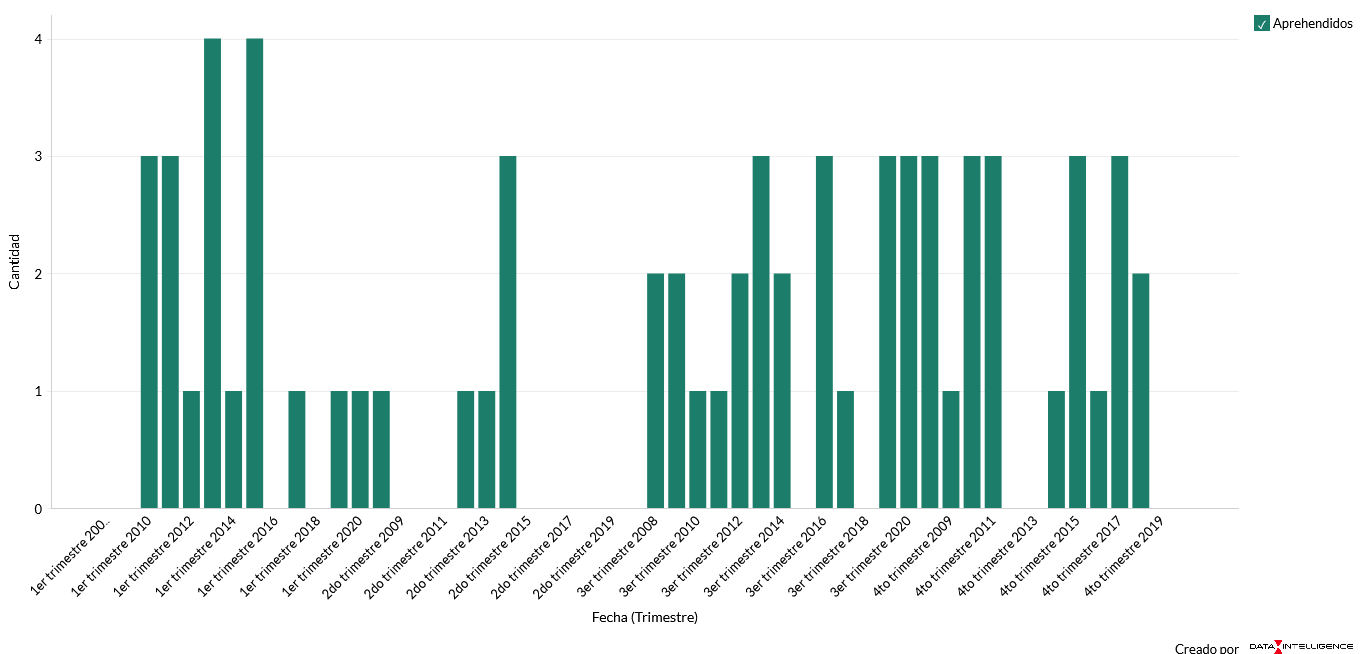 Aprehendidos
4
3
2
1
0
Cantidad
1er trimestre 200..
1er trimestre 2010
1er trimestre 2012
1er trimestre 2014
1er trimestre 2016
1er trimestre 2018
1er trimestre 2020
2do trimestre 2009
2do trimestre 2011
2do trimestre 2013
2do trimestre 2015
2do trimestre 2017
2do trimestre 2019
3er trimestre 2008
3er trimestre 2010
3er trimestre 2012
3er trimestre 2014
3er trimestre 2016
3er trimestre 2018
3er trimestre 2020
4to trimestre 2009
4to trimestre 2011
4to trimestre 2013
4to trimestre 2015
4to trimestre 2017
4to trimestre 2019
Fecha (Trimestre)
Creado por DATA INTELLIGENCE